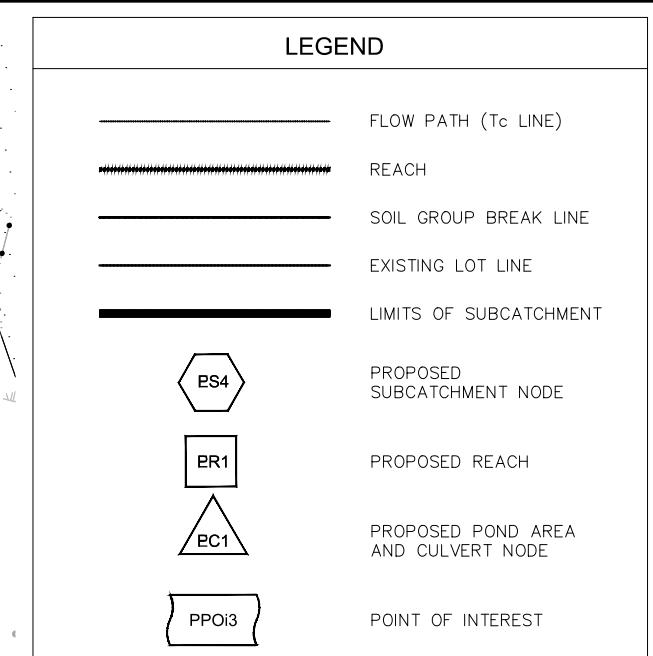 LEGEND
FLOW PATH (Tc LINE)
REACH
SOIL GROUP BREAK LINE
EXISTING LOT LINE
LIMITS OF SUBCATCHMENT
PS4
PROPOSED
SUBCATCHMENT NODE
PR1
PROPOSED REACH
PC1
PROPOSED POND AREA
AND CULVERT NODE
PPOi3
POINT OF INTEREST